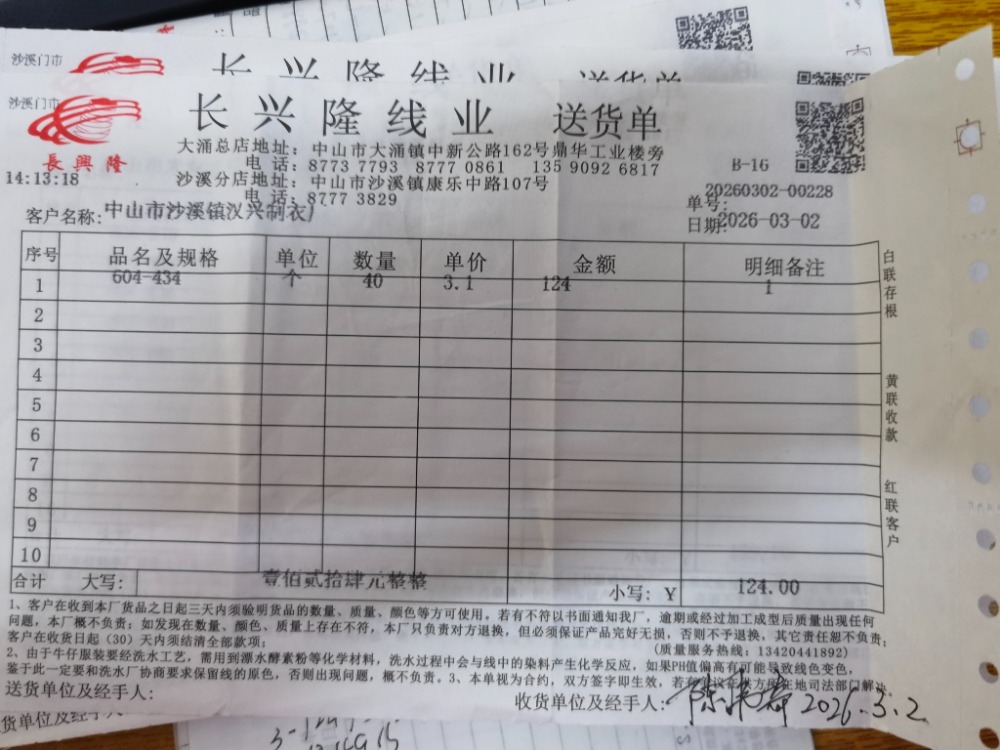 沙溪门市
沙溪门市
長興隆
长兴隆线业 送货单
大涌总店地址：中山市大涌镇中新公路162号鼎华工业楼旁
电话：8773 7793 8777 0861 135 9092 6817
沙溪分店地址：中山市沙溪镇康乐中路107号
电话：8777 3829
B-16
14:13:18
客户名称：中山市沙溪镇汉兴制衣厂
单号：20260302-00228
日期：2026-03-02
序号 品名及规格 单位 数量 单价 金额 明细备注
1 604-434 个 40 3.1 124 1
2
3
4
5
6
7
8
9
10
合计 大写： 壹佰贰拾肆元整整 小写：￥ 124.00
白联存根
黄联收款
红联客户
1、客户在收到本厂货品之日起三天内须验明货品的数量、质量、颜色等方可使用。若有不符以书面通知我厂，逾期或经过加工成型后质量出现任何
问题，本厂概不负责；如发现在数量、颜色、质量上存在不符，本厂只负责对方退换，但必须保证产品完好无损，否则不予退换，其它责任恕不负责；
客户在收货日起（30）天内须结清全部款项；
（质量服务热线：13420441892）
2、由于牛仔服装要经洗水工艺，需用到漂水酵素粉等化学材料，洗水过程中会与线中的染料产生化学反应，如果PH值偏高有可能导致线色变色，
鉴于此一定要和洗水厂协商要求保留线的原色，否则出现问题，概不负责。3、本单视为合约，双方签字即生效，若有
地司法部门解决
送货单位及经手人：
收货单位及经手人： 2026.3.2
货单位及经手人：